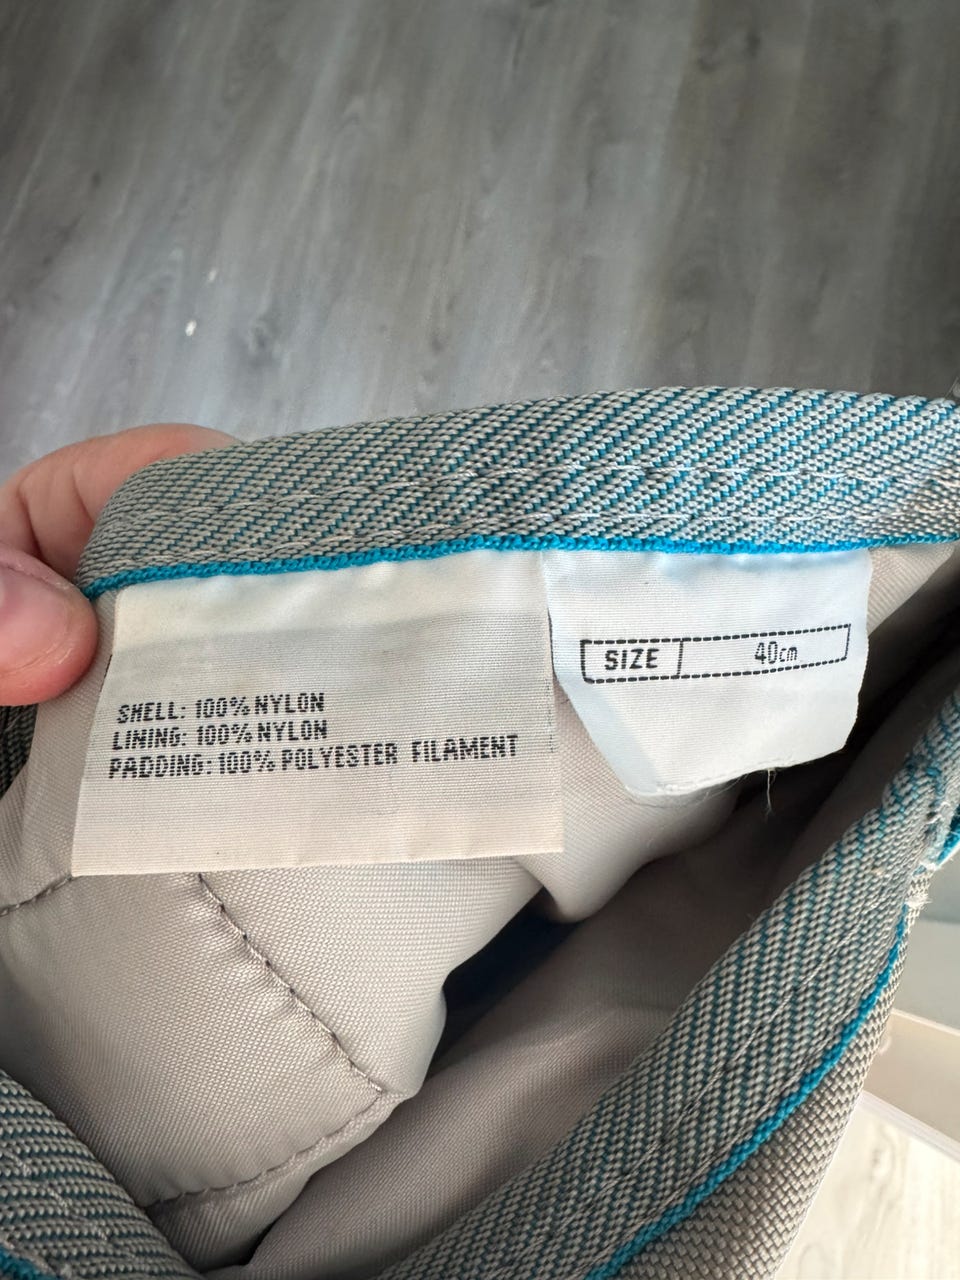 SHELL: 100% NYLON
LINING: 100% NYLON
PADDING: 100% POLYESTER FILAMENT
SIZE 40cm